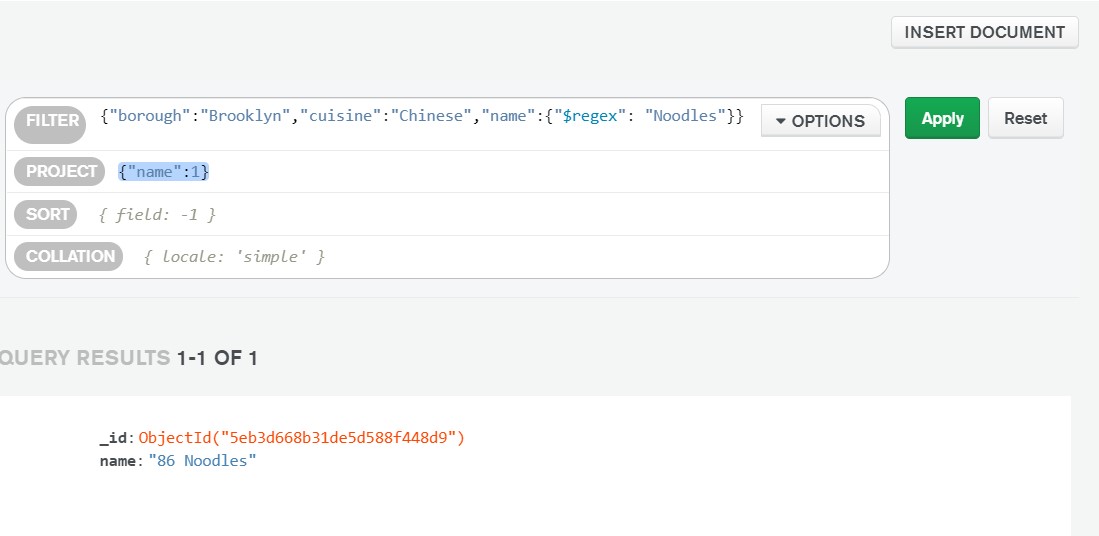 INSERT DOCUMENT
FILTER {"borough":"Brooklyn","cuisine":"Chinese","name":{"$regex": "Noodles"}} OPTIONS Apply Reset
PROJECT {"name":1}
SORT { field: -1 }
COLLATION { locale: 'simple' }
QUERY RESULTS 1-1 OF 1
_id: ObjectId("5eb3d668b31de5d588f448d9")
name: "86 Noodles"